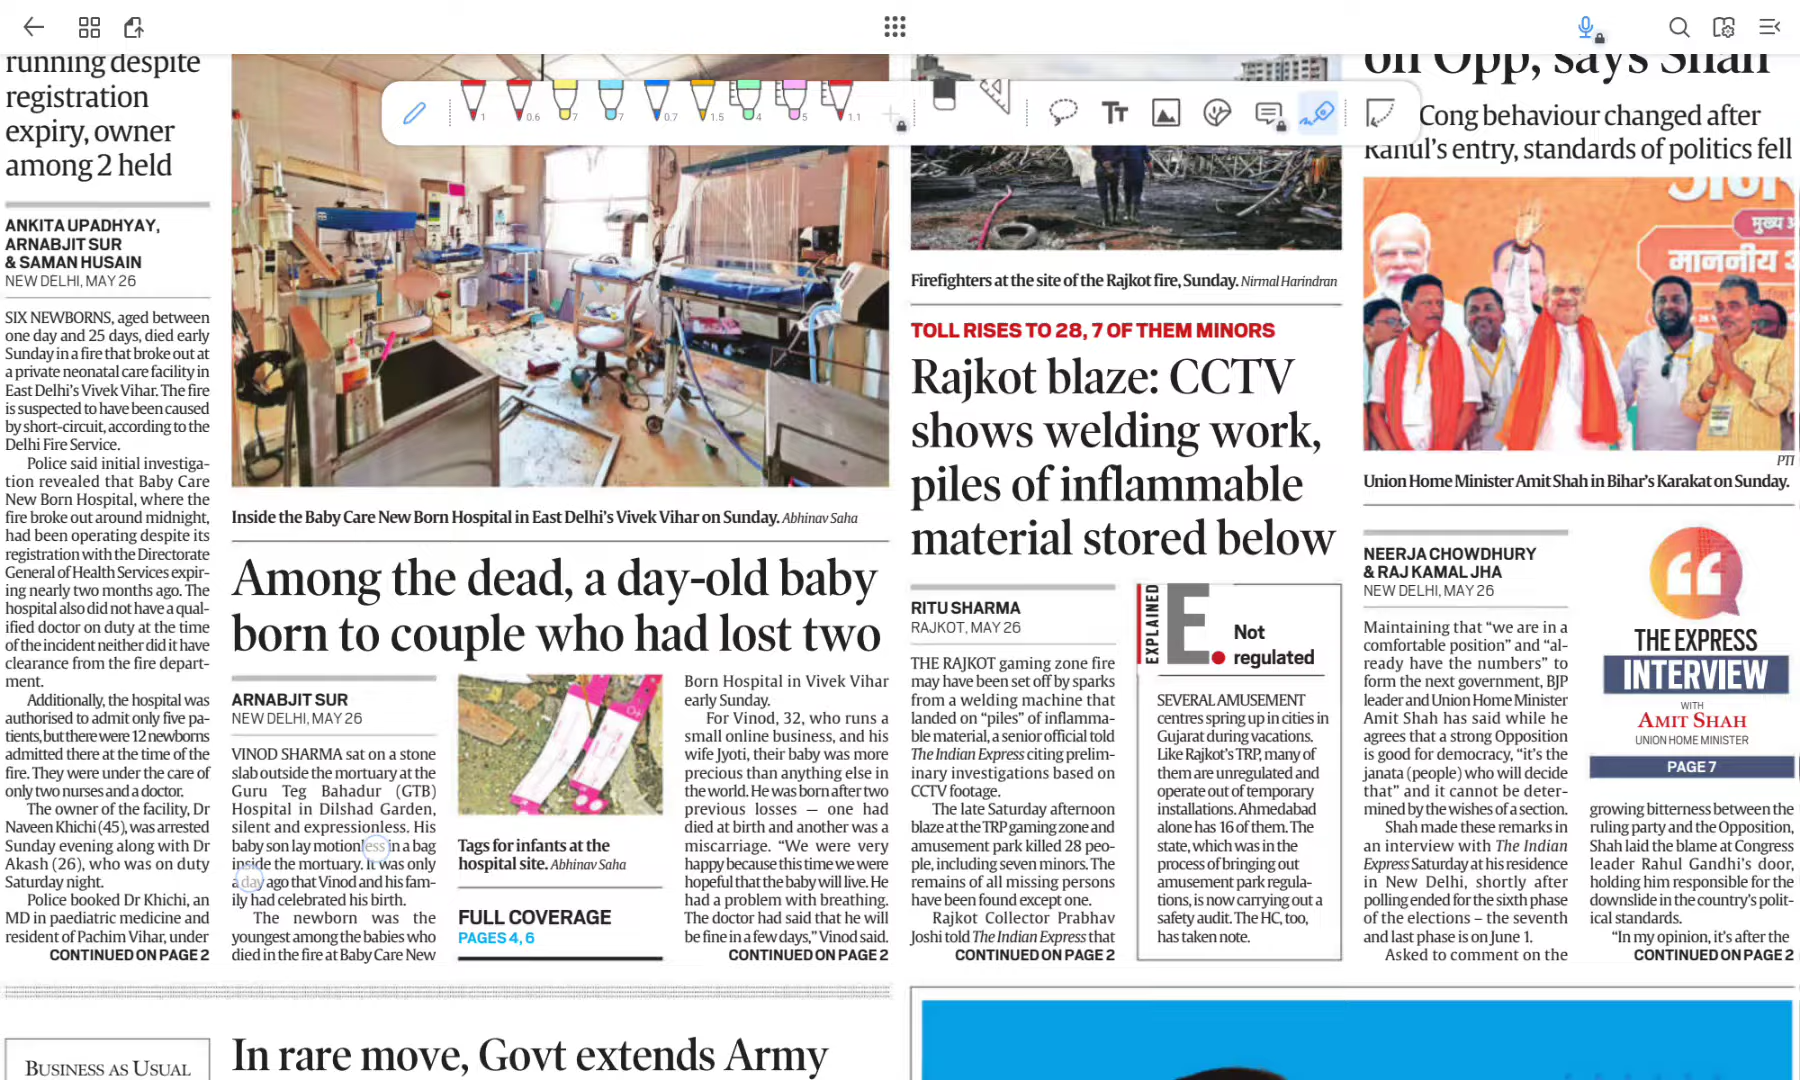 1
0.6
7
7
0.7
1.5
4
5
1.1
Tт
running despite
registration
expiry, owner
among 2 held
ANKITA UPADHYAY,
ARNABJIT SUR
& SAMAN HUSAIN
NEW DELHI, MAY 26
SIX NEWBORNS, aged between
one day and 25 days, died early
Sunday in a fire that broke out at
a private neonatal care facility in
East Delhi's Vivek Vihar. The fire
is suspected to have been caused
by short-circuit, according to the
Delhi Fire Service.
Police said initial investiga-
tion revealed that Baby Care
New Born Hospital, where the
fire broke out around midnight,
had been operating despite its
registration with the Directorate
General of Health Services expir-
ing nearly two months ago. The
hospital also did not have a qual-
ified doctor on duty at the time
of the incident neither did it have
clearance from the fire depart-
ment.
Additionally, the hospital was
authorised to admit only five pa-
tients, but there were 12 newborns
admitted there at the time of the
fire. They were under the care of
only two nurses and a doctor.
The owner of the facility, Dr
Naveen Khichi (45), was arrested
Sunday evening along with Dr
Akash (26), who was on duty
Saturday night.
Police booked Dr Khichi, an
MD in paediatric medicine and
resident of Pachim Vihar, under
CONTINUED ON PAGE 2
Inside the Baby Care New Born Hospital in East Delhi's Vivek Vihar on Sunday. Abhinav Saha
Among the dead, a day-old baby
born to couple who had lost two
ARNABJIT SUR
NEW DELHI, MAY 26
VINOD SHARMA sat on a stone
slab outside the mortuary at the
Guru Teg Bahadur (GTB)
Hospital in Dilshad Garden,
silent and expressionless. His
baby son lay motionless in a bag
inside the mortuary. It was only
a day ago that Vinod and his fam-
ily had celebrated his birth.
The newborn was the
youngest among the babies who
died in the fire at Baby Care New
Tags for infants at the
hospital site. Abhinav Saha
FULL COVERAGE
PAGES 4, 6
Born Hospital in Vivek Vihar
early Sunday.
For Vinod, 32, who runs a
small online business, and his
wife Jyoti, their baby was more
precious than anything else in
the world. He was born after two
previous losses — one had
died at birth and another was a
miscarriage. "We were very
happy because this time we were
hopeful that the baby will live. He
had a problem with breathing.
The doctor had said that he will
be fine in a few days," Vinod said.
CONTINUED ON PAGE 2
Firefighters at the site of the Rajkot fire, Sunday. Nirmal Harindran
TOLL RISES TO 28, 7 OF THEM MINORS
Rajkot blaze: CCTV
shows welding work,
piles of inflammable
material stored below
RITU SHARMA
RAJKOT, MAY 26
THE RAJKOT gaming zone fire
may have been set off by sparks
from a welding machine that
landed on "piles" of inflamma-
ble material, a senior official told
The Indian Express citing prelim-
inary investigations based on
CCTV footage.
The late Saturday afternoon
blaze at the TRP gaming zone and
amusement park killed 28 peo-
ple, including seven minors. The
remains of all missing persons
have been found except one.
Rajkot Collector Prabhav
Joshi told The Indian Express that
CONTINUED ON PAGE 2
EXPLAINED
E.
Not
regulated
SEVERAL AMUSEMENT
centres spring up in cities in
Gujarat during vacations.
Like Rajkot's TRP, many of
them are unregulated and
operate out of temporary
installations. Ahmedabad
alone has 16 of them. The
state, which was in the
process of bringing out
amusement park regula-
tions, is now carrying out a
safety audit. The HC, too,
has taken note.
on Opp, says Shah
Cong behaviour changed after
Rahul's entry, standards of politics fell
माननीय
PTI
Union Home Minister Amit Shah in Bihar's Karakat on Sunday.
NEERJA CHOWDHURY
& RAJ KAMAL JHA
NEW DELHI, MAY 26
Maintaining that "we are in a
comfortable position" and "al-
ready have the numbers" to
form the next government, BJP
leader and Union Home Minister
Amit Shah has said while he
agrees that a strong Opposition
is good for democracy, "it's the
janata (people) who will decide
that" and it cannot be deter-
mined by the wishes of a section.
Shah made these remarks in
an interview with The Indian
Express Saturday at his residence
in New Delhi, shortly after
polling ended for the sixth phase
of the elections – the seventh
and last phase is on June 1.
Asked to comment on the
THE EXPRESS
INTERVIEW
WITH
AMIT SHAH
UNION HOME MINISTER
PAGE 7
growing bitterness between the
ruling party and the Opposition,
Shah laid the blame at Congress
leader Rahul Gandhi's door,
holding him responsible for the
downslide in the country's polit-
ical standards.
"In my opinion, it's after the
CONTINUED ON PAGE 2
BUSINESS AS USUAL
In rare move, Govt extends Army